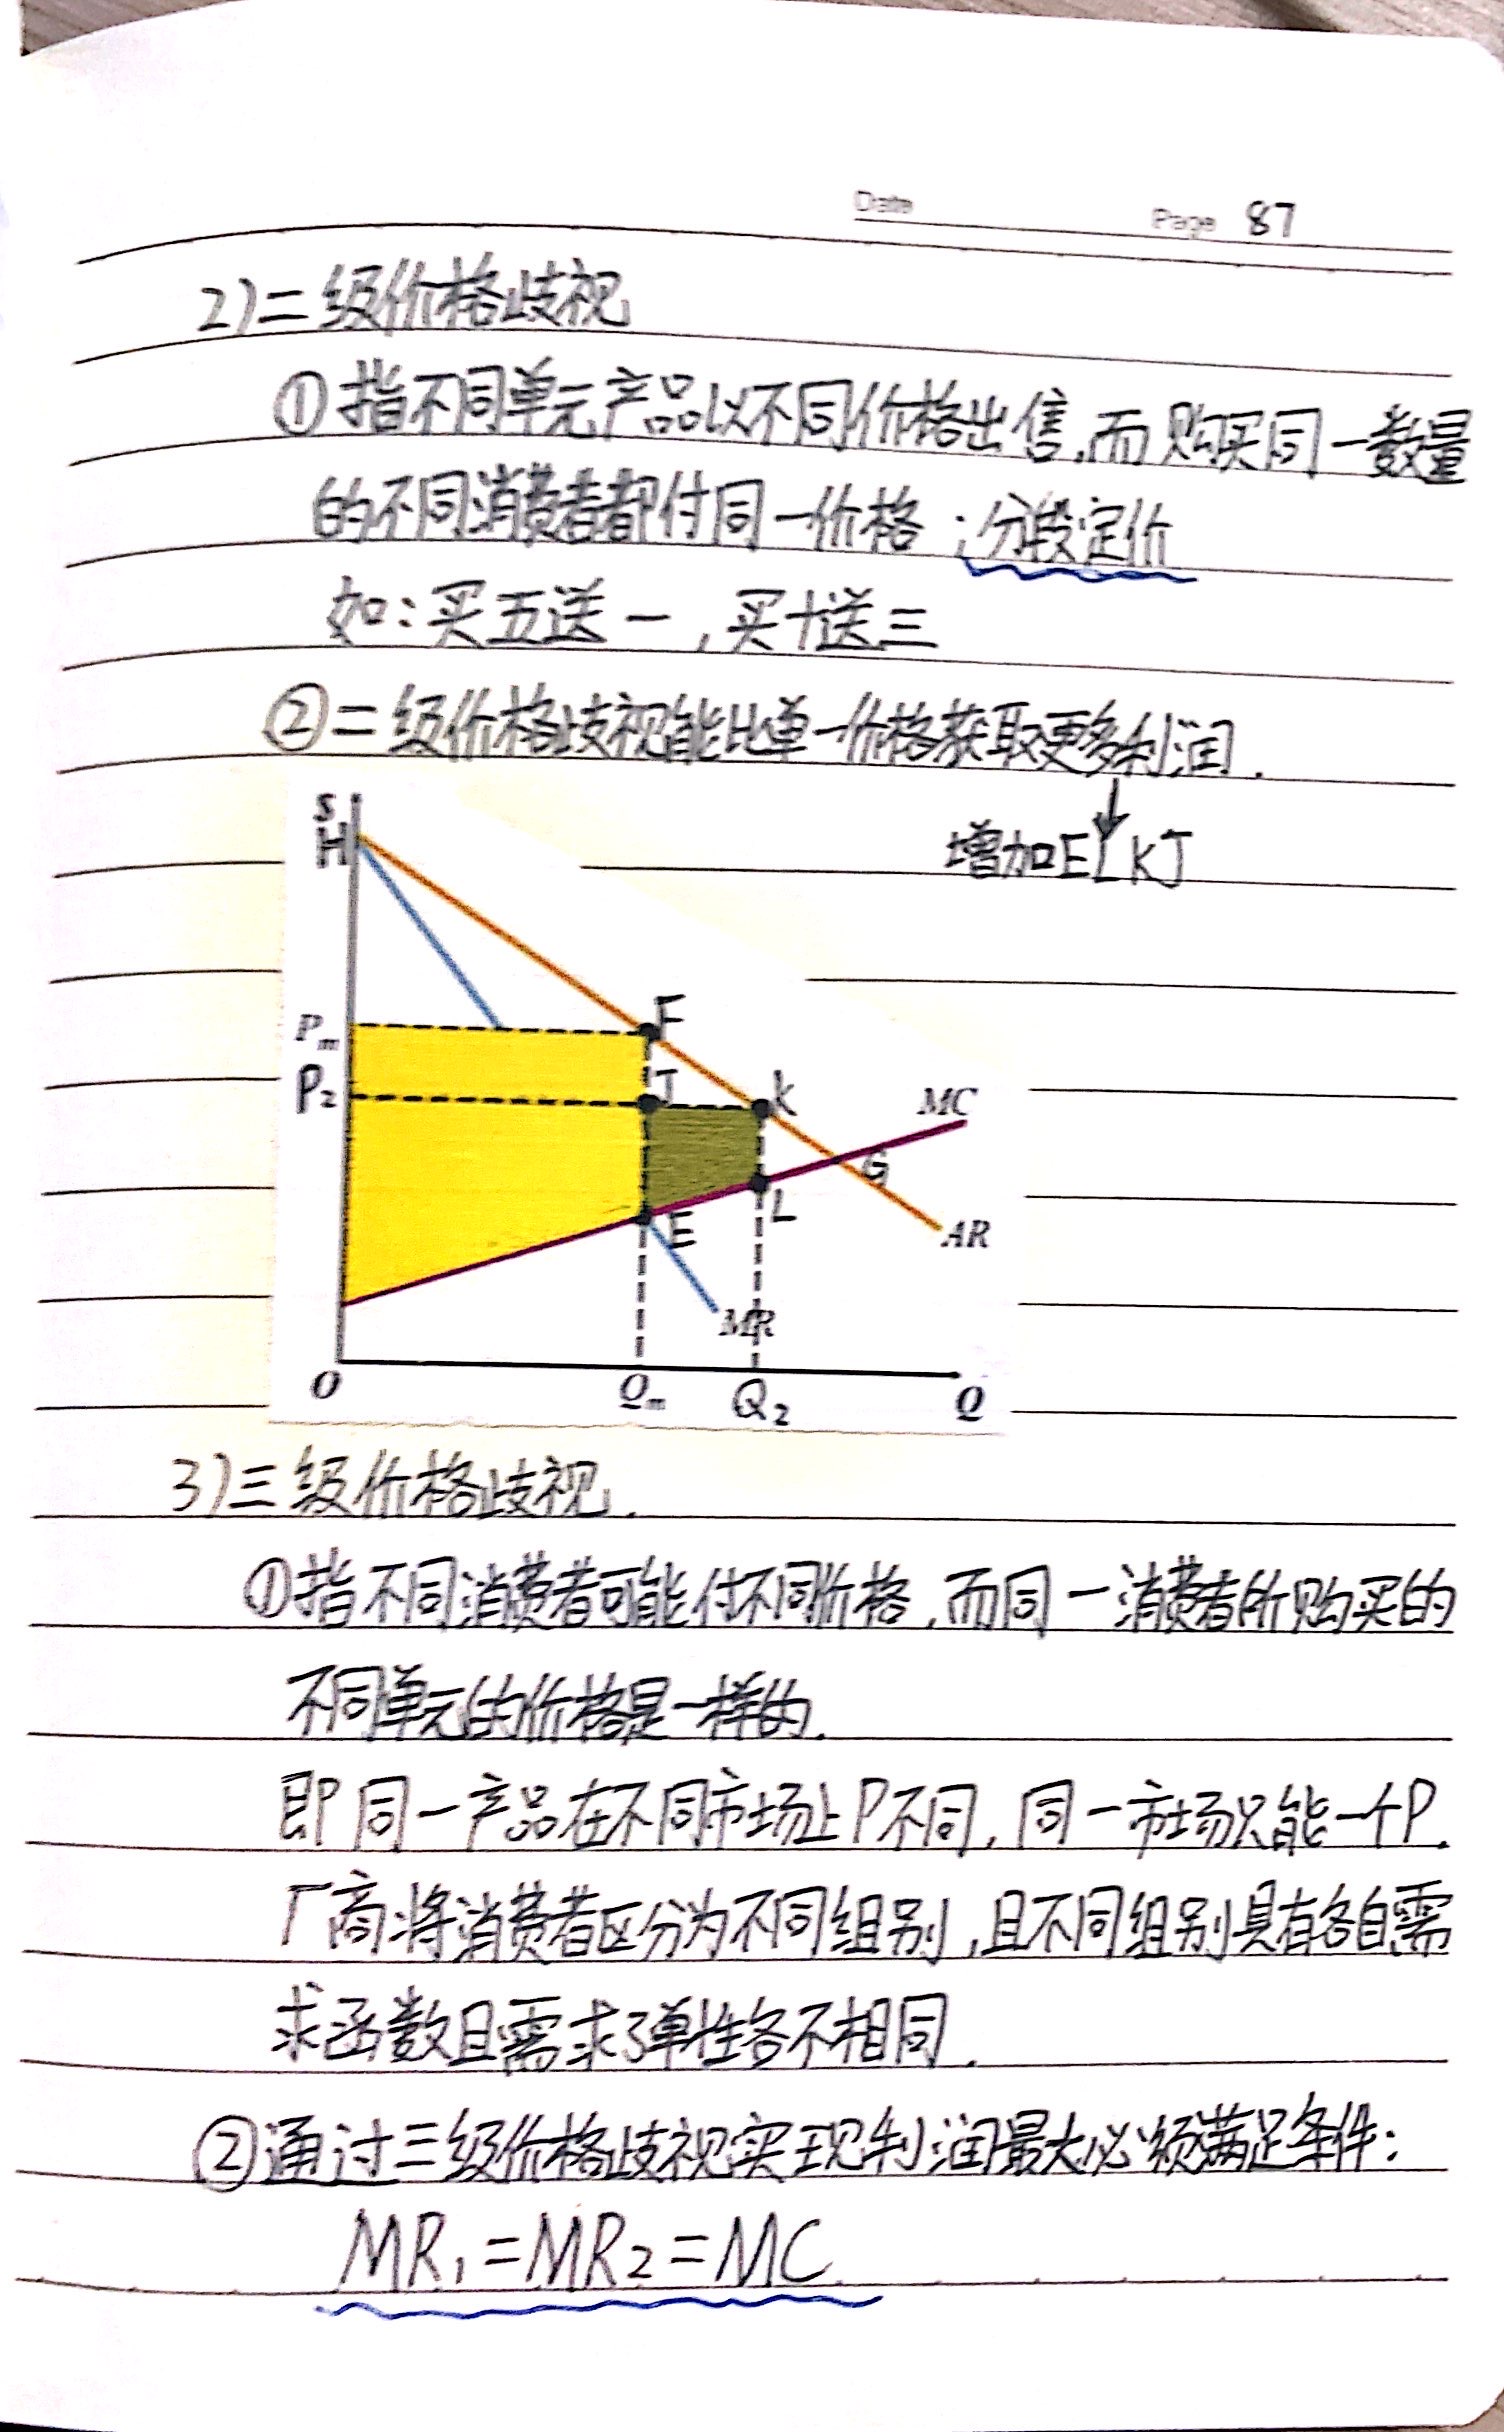 Date Page 87
2)二级价格歧视
①指不同单元产品以不同价格出售,而购买同一数量
的不同消费者都付同一价格;分段定价
如:买五送一,买十送三
②二级价格歧视能比单一价格获取更多利润.
↓
增加ELKJ
$
H
F
Pm
J
P2
K
MC
G
L
E
AR
MR
O
Qm
Q2
Q
3)三级价格歧视.
①指不同消费者可能付不同价格,而同一消费者所购买的
不同单元的价格是一样的.
即同一产品在不同市场上P不同,同一市场只能一个P.
厂商将消费者区分为不同组别,且不同组别具有各自需
求函数且需求弹性各不相同.
②通过三级价格歧视实现利润最大必须满足条件:
MR₁=MR₂=MC